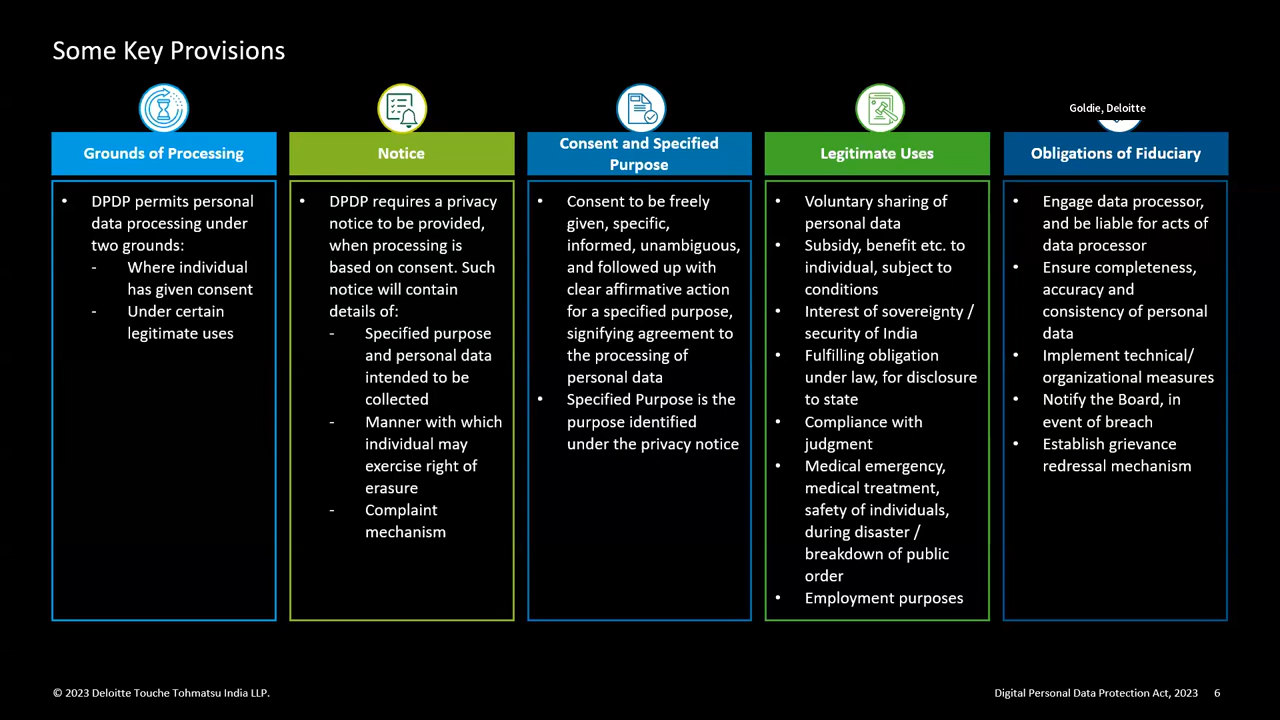 Some Key Provisions
Goldie, Deloitte
Grounds of Processing
• DPDP permits personal
data processing under
two grounds:
- Where individual
has given consent
- Under certain
legitimate uses
Notice
• DPDP requires a privacy
notice to be provided,
when processing is
based on consent. Such
notice will contain
details of:
- Specified purpose
and personal data
intended to be
collected
- Manner with which
individual may
exercise right of
erasure
- Complaint
mechanism
Consent and Specified
Purpose
• Consent to be freely
given, specific,
informed, unambiguous,
and followed up with
clear affirmative action
for a specified purpose,
signifying agreement to
the processing of
personal data
• Specified Purpose is the
purpose identified
under the privacy notice
Legitimate Uses
• Voluntary sharing of
personal data
• Subsidy, benefit etc. to
individual, subject to
conditions
• Interest of sovereignty /
security of India
• Fulfilling obligation
under law, for disclosure
to state
• Compliance with
judgment
• Medical emergency,
medical treatment,
safety of individuals,
during disaster /
breakdown of public
order
• Employment purposes
Obligations of Fiduciary
• Engage data processor,
and be liable for acts of
data processor
• Ensure completeness,
accuracy and
consistency of personal
data
• Implement technical/
organizational measures
• Notify the Board, in
event of breach
• Establish grievance
redressal mechanism
© 2023 Deloitte Touche Tohmatsu India LLP.
Digital Personal Data Protection Act, 2023 6